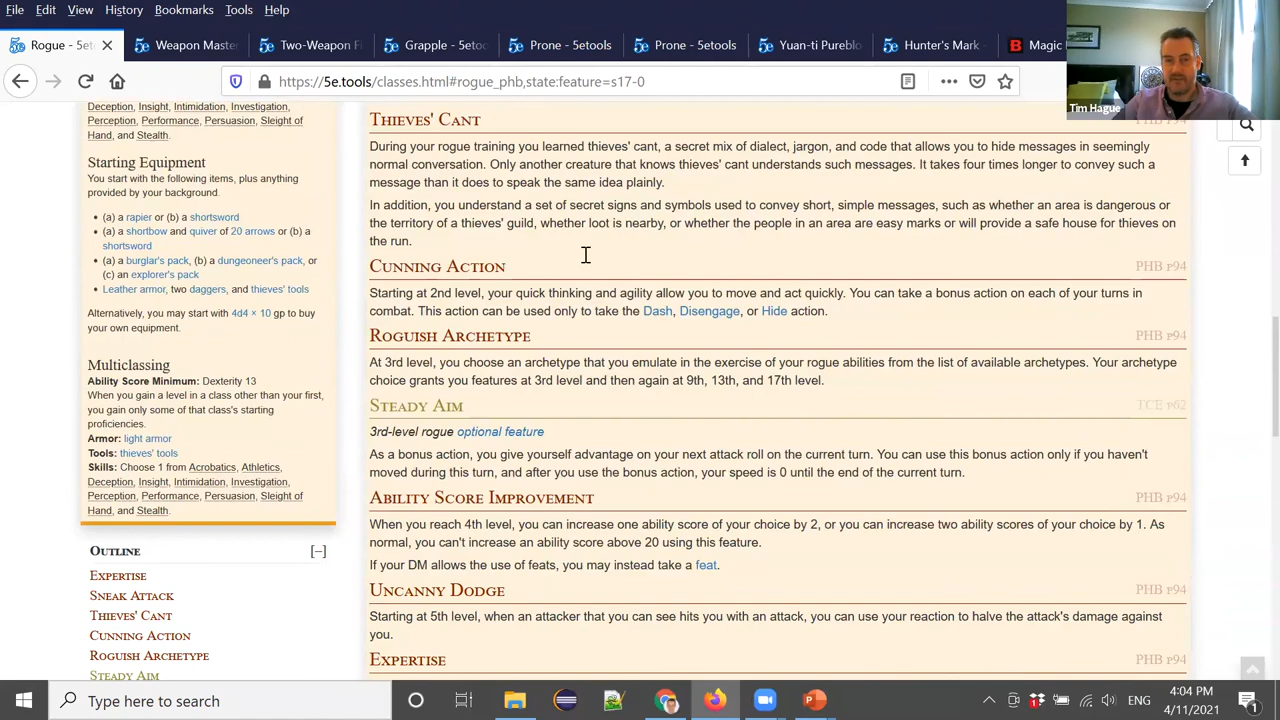 File Edit View History Bookmarks Tools Help
Rogue - 5et
Weapon Maste
Two-Weapon Fi
Grapple - 5etoo
Prone - 5etools
Prone - 5etools
Yuan-ti Pureblo
Hunter's Mark -
Magic
https://5e.tools/classes.html#rogue_phb,state:feature=s17-0
Tim Hague
Deception, Insight, Intimidation, Investigation,
Perception, Performance, Persuasion, Sleight of
Hand, and Stealth.
Starting Equipment
You start with the following items, plus anything
provided by your background.
• (a) a rapier or (b) a shortsword
• (a) a shortbow and quiver of 20 arrows or (b) a
shortsword
• (a) a burglar's pack, (b) a dungeoneer's pack, or
(c) an explorer's pack
• Leather armor, two daggers, and thieves' tools
Alternatively, you may start with 4d4 × 10 gp to buy
your own equipment.
Multiclassing
Ability Score Minimum: Dexterity 13
When you gain a level in a class other than your first,
you gain only some of that class's starting
proficiencies.
Armor: light armor
Tools: thieves' tools
Skills: Choose 1 from Acrobatics, Athletics,
Deception, Insight, Intimidation, Investigation,
Perception, Performance, Persuasion, Sleight of
Hand, and Stealth.
Outline [−]
Expertise
Sneak Attack
Thieves' Cant
Cunning Action
Roguish Archetype
Steady Aim
Thieves' Cant PHB p94
During your rogue training you learned thieves' cant, a secret mix of dialect, jargon, and code that allows you to hide messages in seemingly
normal conversation. Only another creature that knows thieves' cant understands such messages. It takes four times longer to convey such a
message than it does to speak the same idea plainly.
In addition, you understand a set of secret signs and symbols used to convey short, simple messages, such as whether an area is dangerous or
the territory of a thieves' guild, whether loot is nearby, or whether the people in an area are easy marks or will provide a safe house for thieves on
the run.
Cunning Action PHB p94
Starting at 2nd level, your quick thinking and agility allow you to move and act quickly. You can take a bonus action on each of your turns in
combat. This action can be used only to take the Dash, Disengage, or Hide action.
Roguish Archetype PHB p94
At 3rd level, you choose an archetype that you emulate in the exercise of your rogue abilities from the list of available archetypes. Your archetype
choice grants you features at 3rd level and then again at 9th, 13th, and 17th level.
Steady Aim TCE p62
3rd-level rogue optional feature
As a bonus action, you give yourself advantage on your next attack roll on the current turn. You can use this bonus action only if you haven't
moved during this turn, and after you use the bonus action, your speed is 0 until the end of the current turn.
Ability Score Improvement PHB p94
When you reach 4th level, you can increase one ability score of your choice by 2, or you can increase two ability scores of your choice by 1. As
normal, you can't increase an ability score above 20 using this feature.
If your DM allows the use of feats, you may instead take a feat.
Uncanny Dodge PHB p94
Starting at 5th level, when an attacker that you can see hits you with an attack, you can use your reaction to halve the attack's damage against
you.
Expertise PHB p94
Type here to search
ENG
4:04 PM
4/11/2021